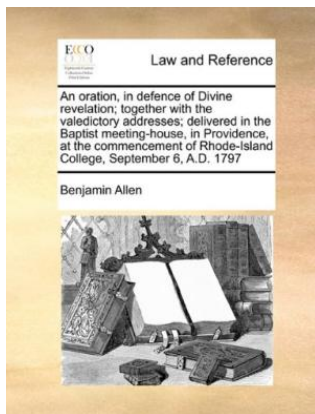 ECCO
Law and Reference
An oration, in defence of Divine
revelation; together with the
valedictory addresses; delivered in the
Baptist meeting-house, in Providence,
at the commencement of Rhode-Island
College, September 6, A.D. 1797
Benjamin Allen